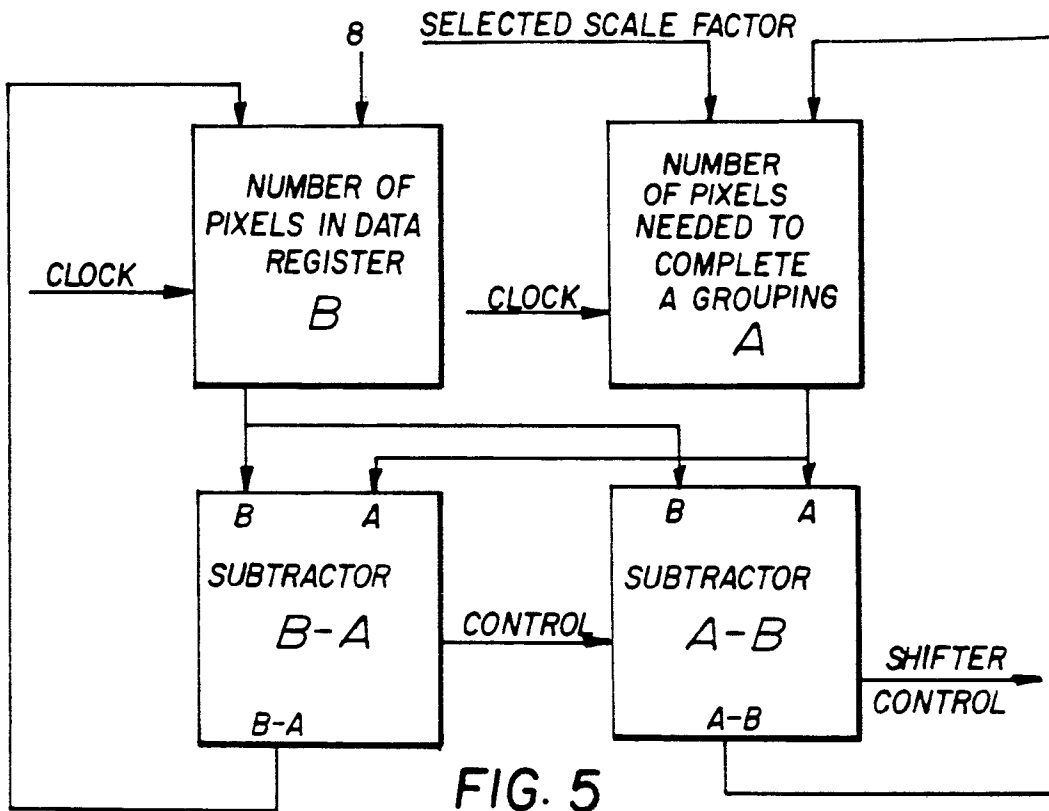 8
SELECTED SCALE FACTOR
NUMBER OF
PIXELS IN DATA
REGISTER
B
CLOCK
NUMBER
OF PIXELS
NEEDED TO
COMPLETE
A GROUPING
A
CLOCK
B A
SUBTRACTOR
B-A
B-A
CONTROL
B A
SUBTRACTOR
A-B
A-B
SHIFTER
CONTROL
FIG. 5